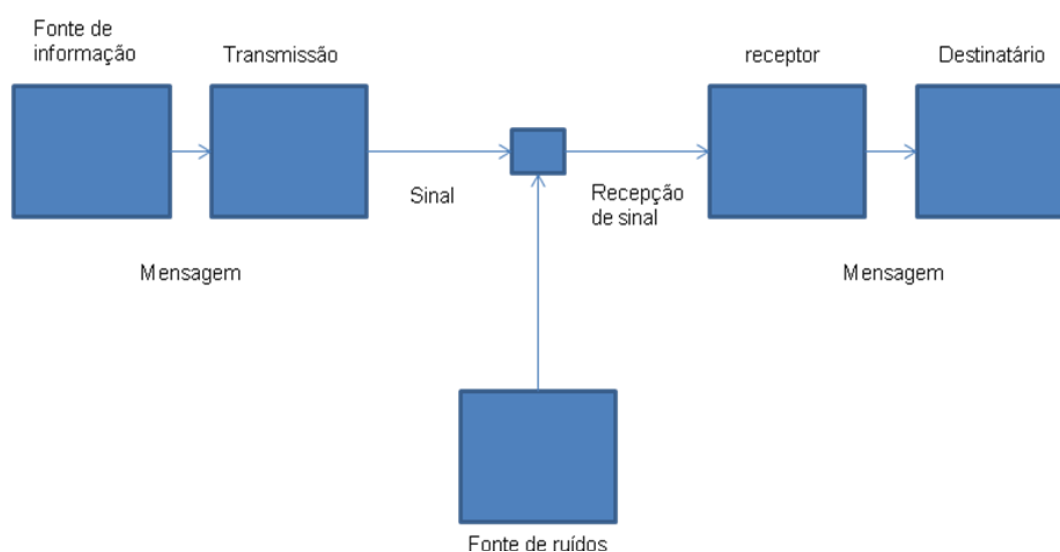 Fonte de
informação
Transmissão
receptor
Destinatário
Sinal
Recepção
de sinal
Mensagem
Mensagem
Fonte de ruídos